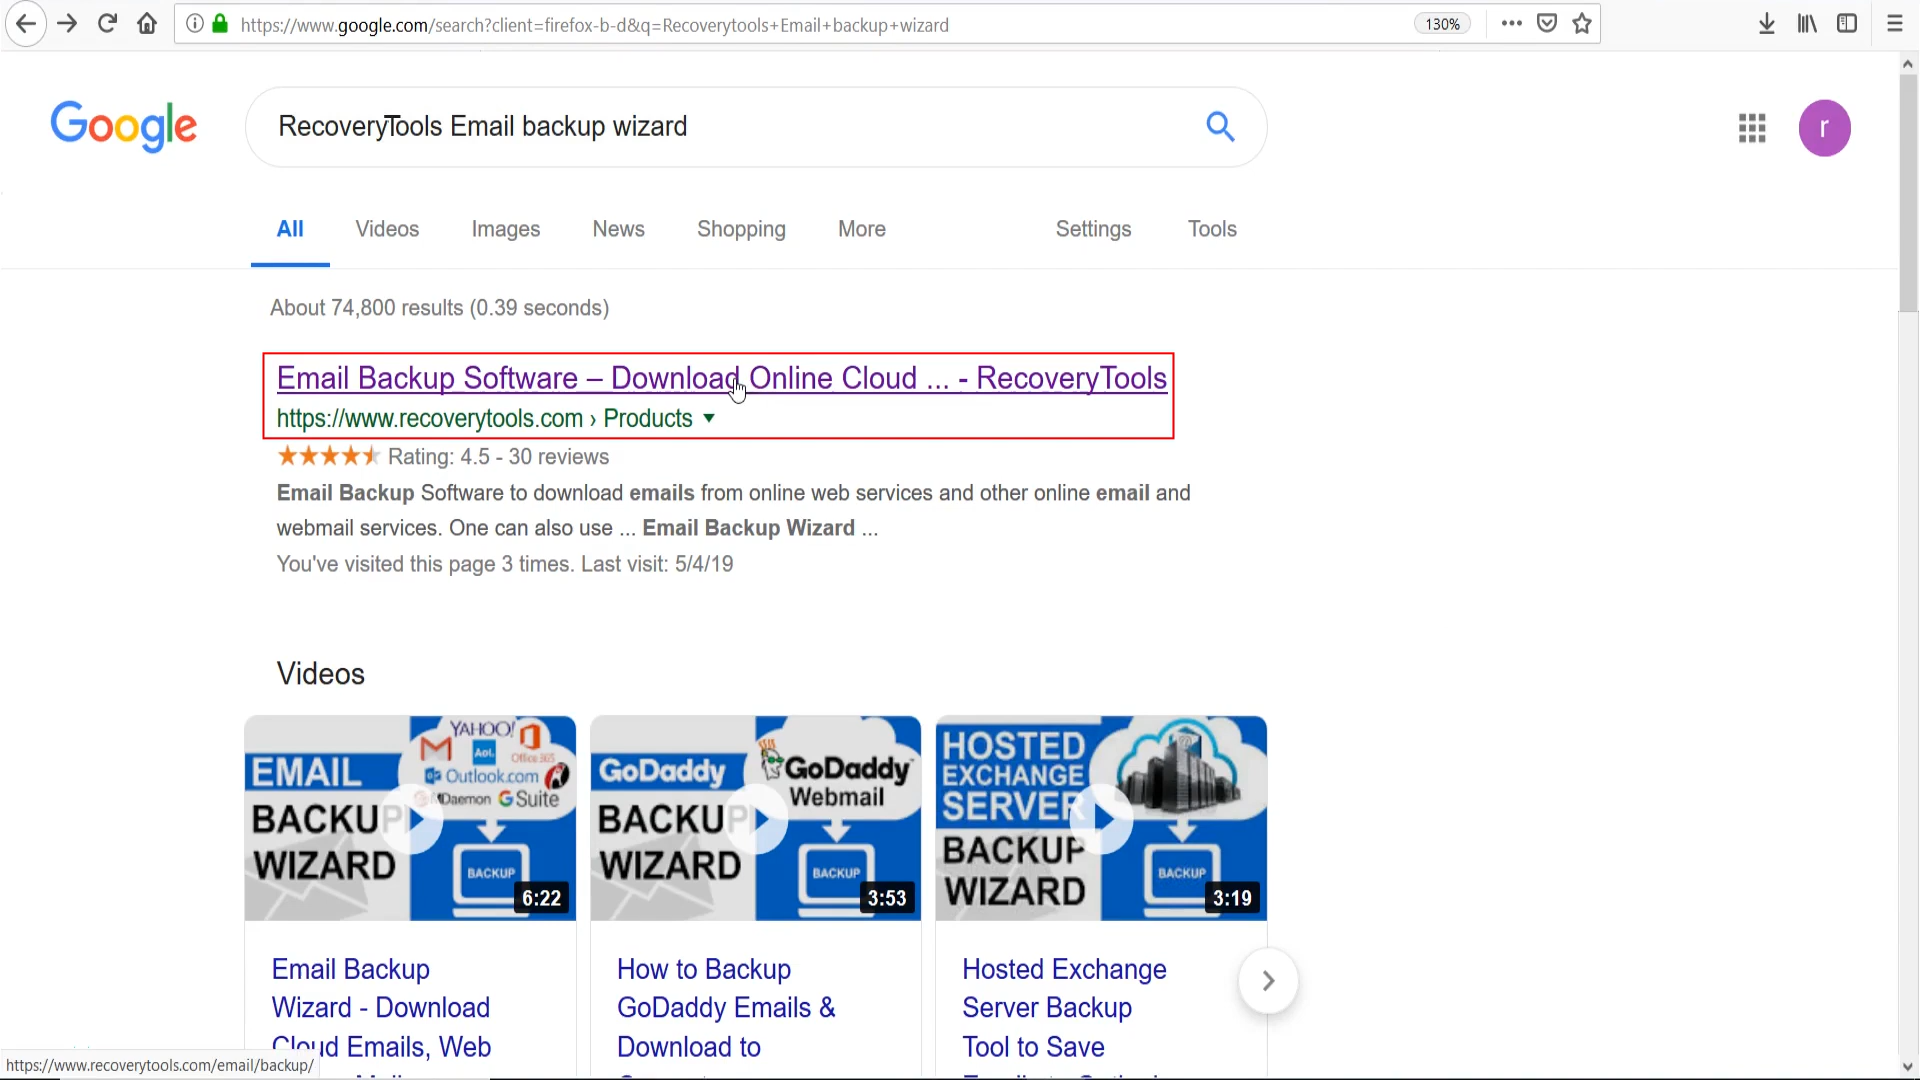 https://www.google.com/search?client=firefox-b-d&q=Recoverytools+Email+backup+wizard
130%
Google
RecoveryTools Email backup wizard
r
All Videos Images News Shopping More Settings Tools
About 74,800 results (0.39 seconds)
Email Backup Software – Download Online Cloud ... - RecoveryTools
https://www.recoverytools.com › Products
Rating: 4.5 - 30 reviews
Email Backup Software to download emails from online web services and other online email and
webmail services. One can also use ... Email Backup Wizard ...
You've visited this page 3 times. Last visit: 5/4/19
Videos
EMAIL
BACKUP
WIZARD
YAHOO!
Aol.
Office 365
Outlook.com
MDaemon G Suite
BACKUP
6:22
GoDaddy
BACKUP
WIZARD
GoDaddy
Webmail
BACKUP
3:53
HOSTED
EXCHANGE
SERVER
BACKUP
WIZARD
BACKUP
3:19
Email Backup
Wizard - Download
Cloud Emails, Web
How to Backup
GoDaddy Emails &
Download to
Hosted Exchange
Server Backup
Tool to Save
https://www.recoverytools.com/email/backup/